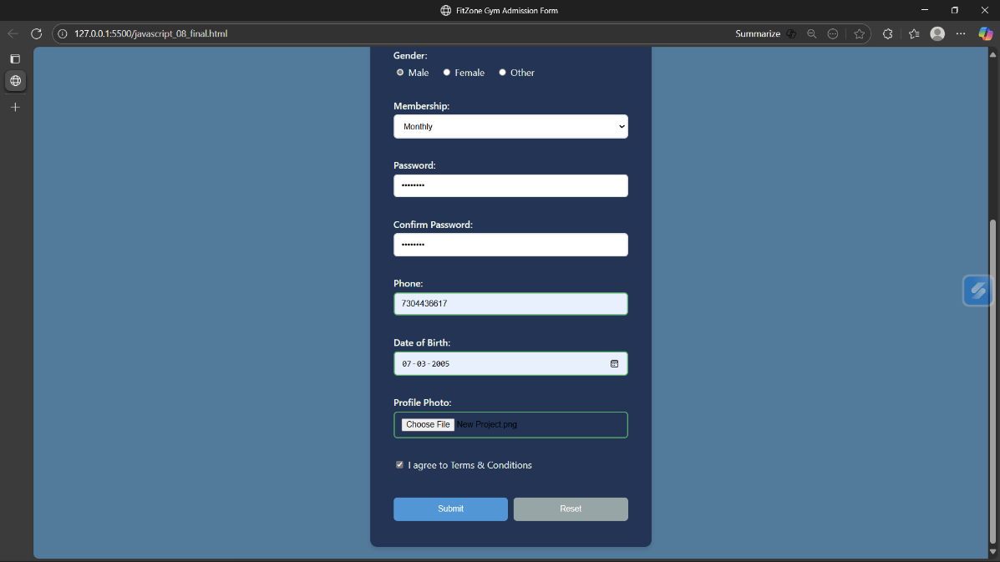 FitZone Gym Admission Form
127.0.0.1:5500/javascript_08_final.html
Summarize
Gender:
Male Female Other
Membership:
Monthly
Password:
••••••••
Confirm Password:
••••••••
Phone:
7304436617
Date of Birth:
07-03-2005
Profile Photo:
Choose File New Project.png
I agree to Terms & Conditions
Submit Reset